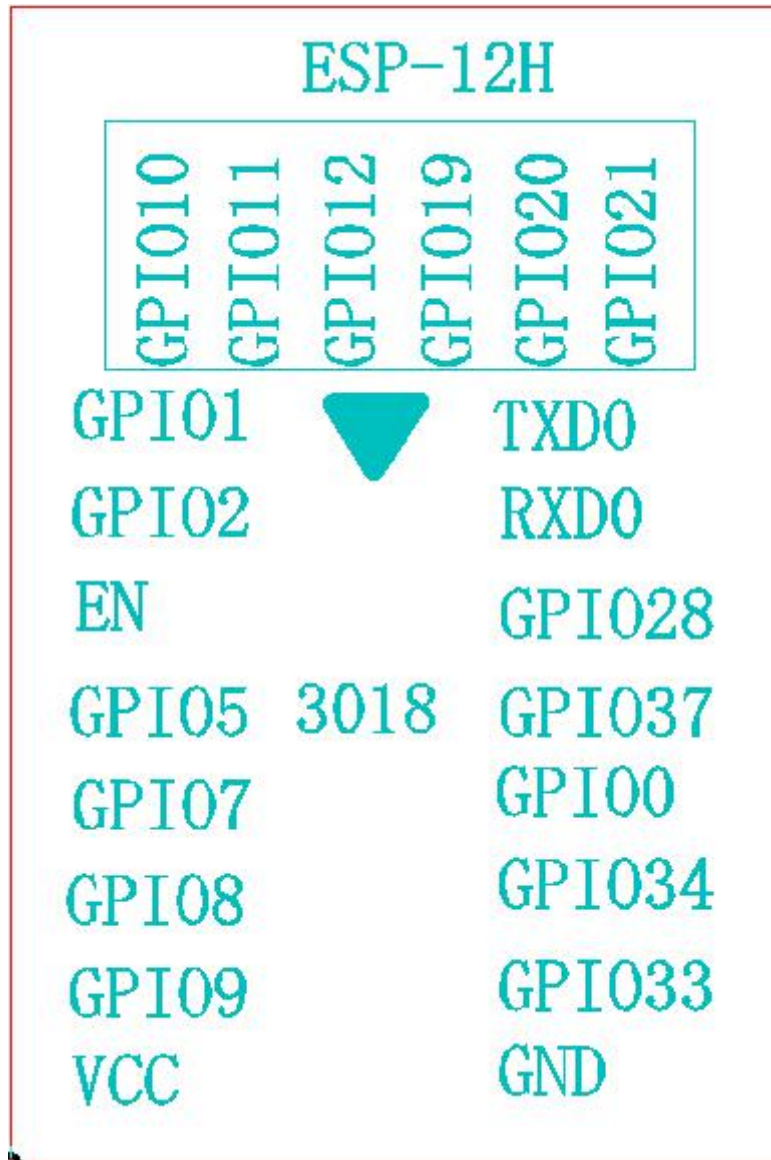 ESP-12H
GPIO10
GPIO11
GPIO12
GPIO19
GPIO20
GPIO21
GPIO1
TXD0
GPIO2
RXD0
EN
GPIO28
GPIO5 3018 GPIO37
GPIO7
GPIO0
GPIO8
GPIO34
GPIO9
GPIO33
VCC
GND